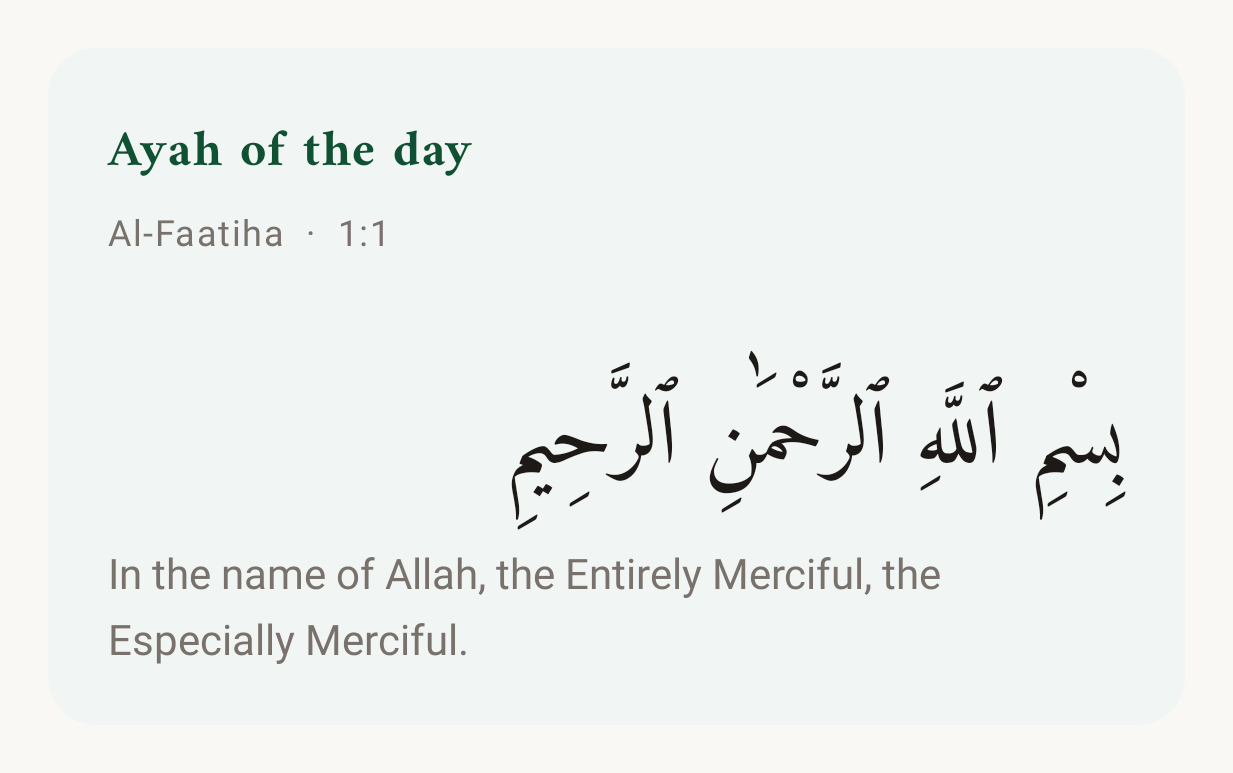 Ayah of the day
Al-Faatiha · 1:1
بِسْمِ ٱللَّهِ ٱلرَّحْمَٰنِ ٱلرَّحِيمِ
In the name of Allah, the Entirely Merciful, the
Especially Merciful.